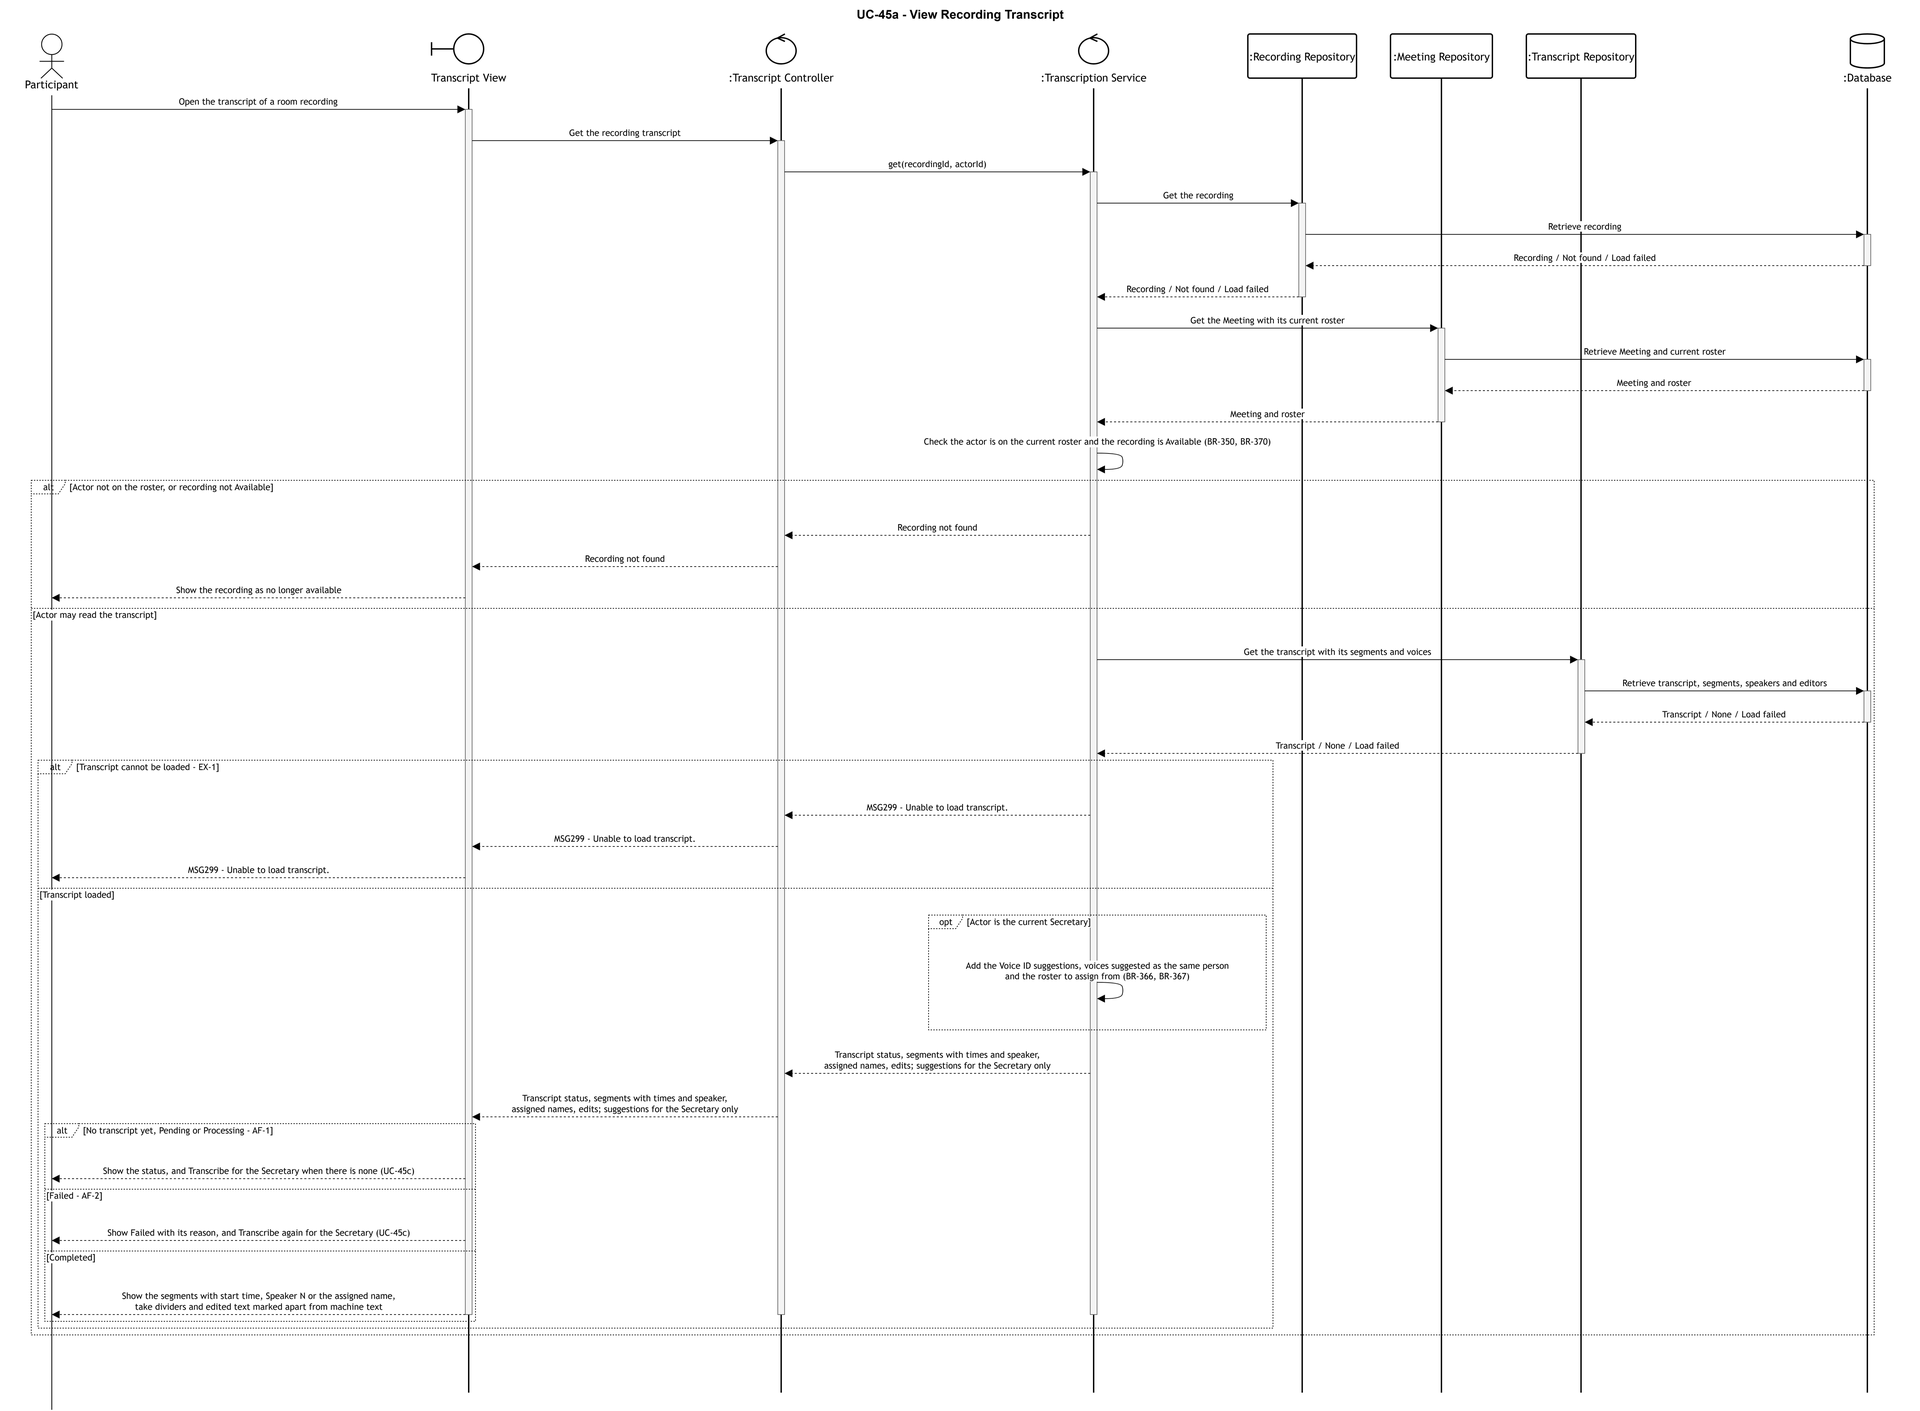 UC-45a - View Recording Transcript
Participant
Transcript View
:Transcript Controller
:Transcription Service
:Recording Repository
:Meeting Repository
:Transcript Repository
:Database
Open the transcript of a room recording
Get the recording transcript
get(recordingId, actorId)
Get the recording
Retrieve recording
Recording / Not found / Load failed
Recording / Not found / Load failed
Get the Meeting with its current roster
Retrieve Meeting and current roster
Meeting and roster
Meeting and roster
Check the actor is on the current roster and the recording is Available (BR-350, BR-370)
alt [Actor not on the roster, or recording not Available]
Recording not found
Recording not found
Show the recording as no longer available
[Actor may read the transcript]
Get the transcript with its segments and voices
Retrieve transcript, segments, speakers and editors
Transcript / None / Load failed
Transcript / None / Load failed
alt [Transcript cannot be loaded - EX-1]
MSG299 - Unable to load transcript.
MSG299 - Unable to load transcript.
MSG299 - Unable to load transcript.
[Transcript loaded]
opt [Actor is the current Secretary]
Add the Voice ID suggestions, voices suggested as the same person
and the roster to assign from (BR-366, BR-367)
Transcript status, segments with times and speaker,
assigned names, edits; suggestions for the Secretary only
Transcript status, segments with times and speaker,
assigned names, edits; suggestions for the Secretary only
alt [No transcript yet, Pending or Processing - AF-1]
Show the status, and Transcribe for the Secretary when there is none (UC-45c)
[Failed - AF-2]
Show Failed with its reason, and Transcribe again for the Secretary (UC-45c)
[Completed]
Show the segments with start time, Speaker N or the assigned name,
take dividers and edited text marked apart from machine text